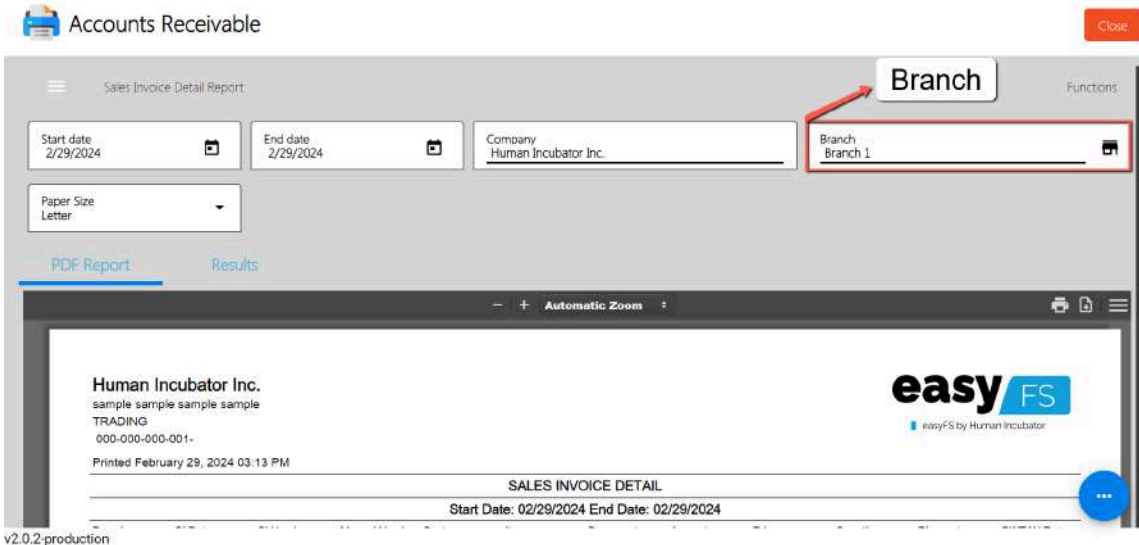 Accounts Receivable
Close
Sales Invoice Detail Report
Branch
Functions
Start date
2/29/2024
End date
2/29/2024
Company
Human Incubator Inc.
Branch
Branch 1
Paper Size
Letter
PDF Report Results
− + Automatic Zoom
Human Incubator Inc.
sample sample sample sample
TRADING
000-000-000-001-
Printed February 29, 2024 03:13 PM
easy FS
easyFS by Human Incubator
SALES INVOICE DETAIL
Start Date: 02/29/2024 End Date: 02/29/2024
v2.0.2-production